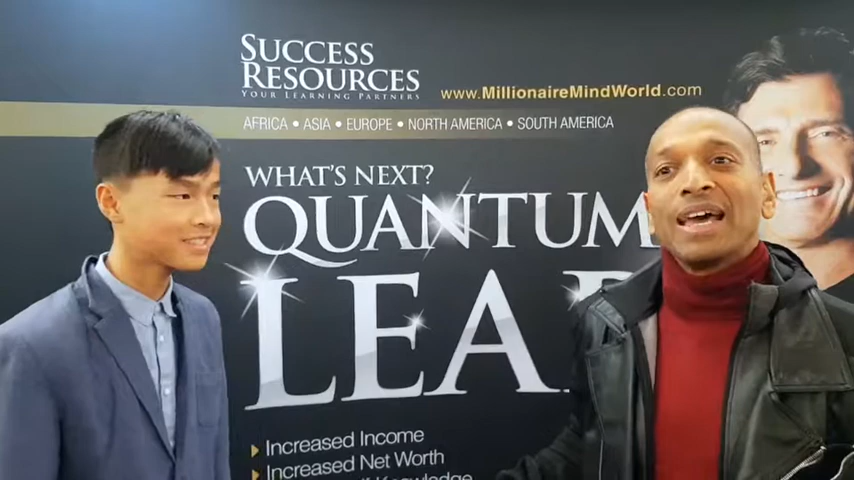 SUCCESS
RESOURCES
YOUR LEARNING PARTNERS
www.MillionaireMindWorld.com
AFRICA • ASIA • EUROPE • NORTH AMERICA • SOUTH AMERICA
WHAT'S NEXT?
QUANTUM
LEA
Increased Income
Increased Net Worth
Knowledge